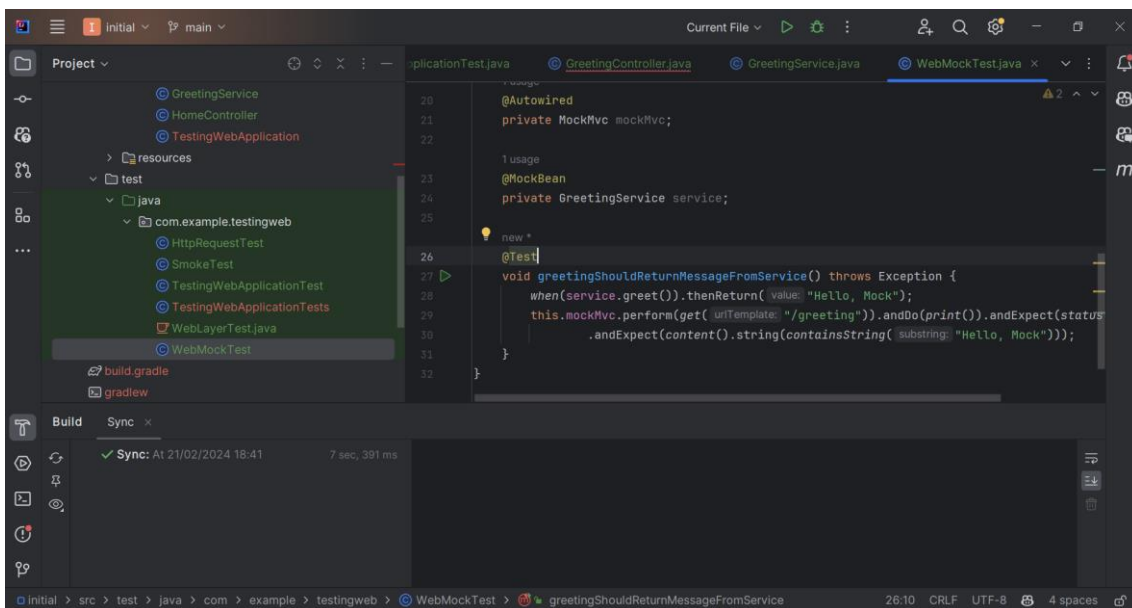 initial
main
Current File
Project
plicationTest.java
GreetingController.java
GreetingService.java
WebMockTest.java
GreetingService
HomeController
TestingWebApplication
resources
test
java
com.example.testingweb
HttpRequestTest
SmokeTest
TestingWebApplicationTest
TestingWebApplicationTests
WebLayerTest.java
WebMockTest
build.gradle
gradlew
1 usage
2
20 @Autowired
21 private MockMvc mockMvc;
22
1 usage
23 @MockBean
24 private GreetingService service;
25
new *
26 @Test
27 void greetingShouldReturnMessageFromService() throws Exception {
28 when(service.greet()).thenReturn( value: "Hello, Mock");
29 this.mockMvc.perform(get( urlTemplate: "/greeting")).andDo(print()).andExpect(status
30 .andExpect(content().string(containsString( substring: "Hello, Mock")));
31 }
32 }
m
Build
Sync
Sync: At 21/02/2024 18:41
7 sec, 391 ms
initial > src > test > java > com > example > testingweb > WebMockTest > greetingShouldReturnMessageFromService
26:10 CRLF UTF-8 4 spaces